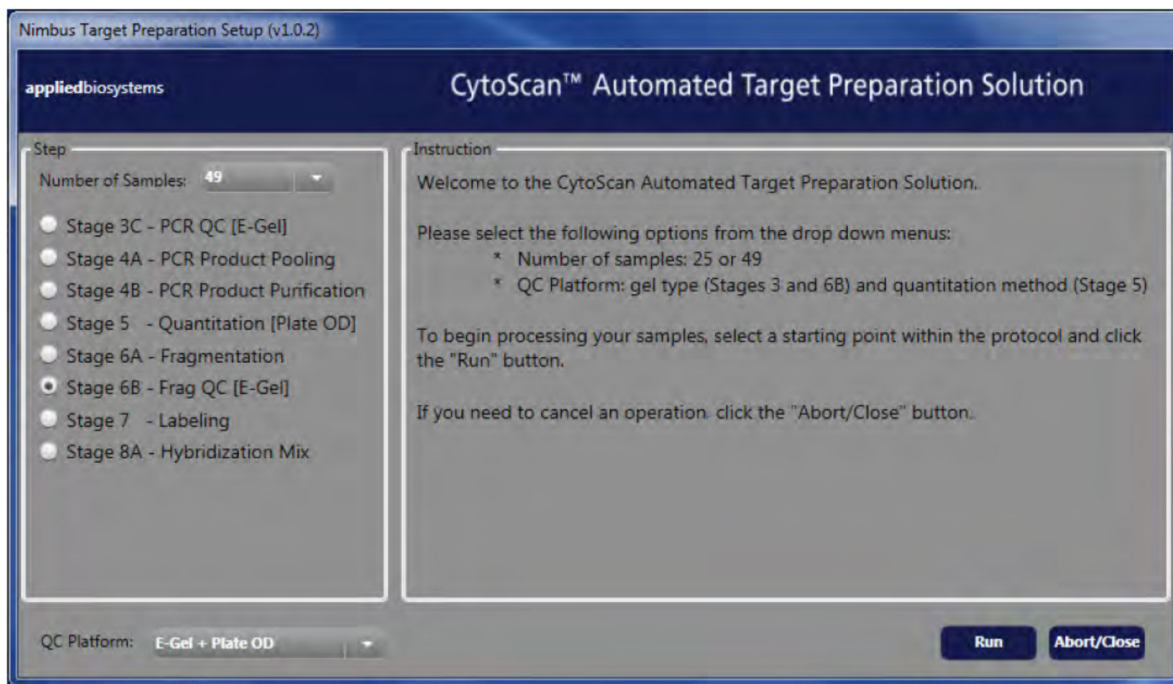 Nimbus Target Preparation Setup (v1.0.2)
appliedbiosystems
CytoScan™ Automated Target Preparation Solution
Step
Number of Samples: 49
Stage 3C - PCR QC [E-Gel]
Stage 4A - PCR Product Pooling
Stage 4B - PCR Product Purification
Stage 5 - Quantitation [Plate OD]
Stage 6A - Fragmentation
Stage 6B - Frag QC [E-Gel]
Stage 7 - Labeling
Stage 8A - Hybridization Mix
Instruction
Welcome to the CytoScan Automated Target Preparation Solution.
Please select the following options from the drop down menus:
* Number of samples: 25 or 49
* QC Platform: gel type (Stages 3 and 6B) and quantitation method (Stage 5)
To begin processing your samples, select a starting point within the protocol and click
the "Run" button.
If you need to cancel an operation click the "Abort/Close" button.
QC Platform: E-Gel + Plate OD
Run
Abort/Close